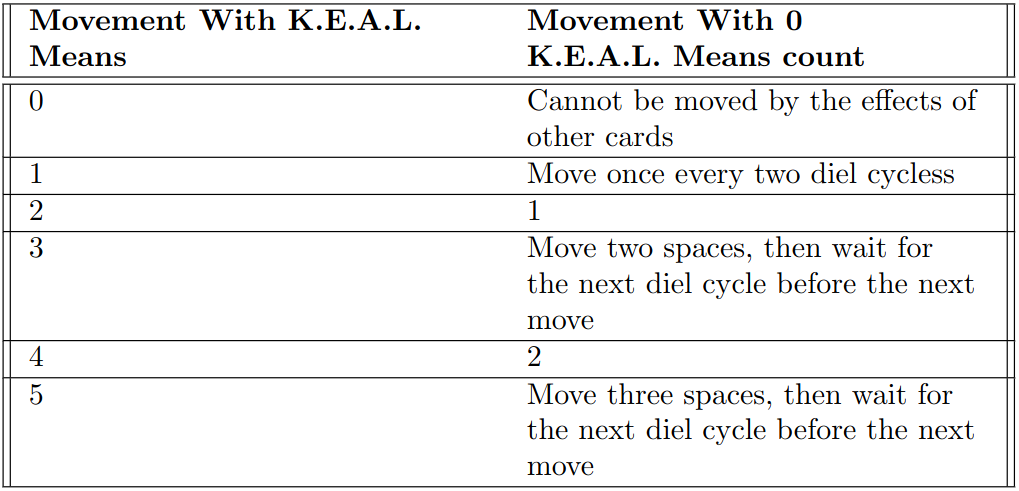 Movement With K.E.A.L. Means
Movement With 0 K.E.A.L. Means count
0
Cannot be moved by the effects of other cards
1
Move once every two diel cycless
2
1
3
Move two spaces, then wait for the next diel cycle before the next move
4
2
5
Move three spaces, then wait for the next diel cycle before the next move